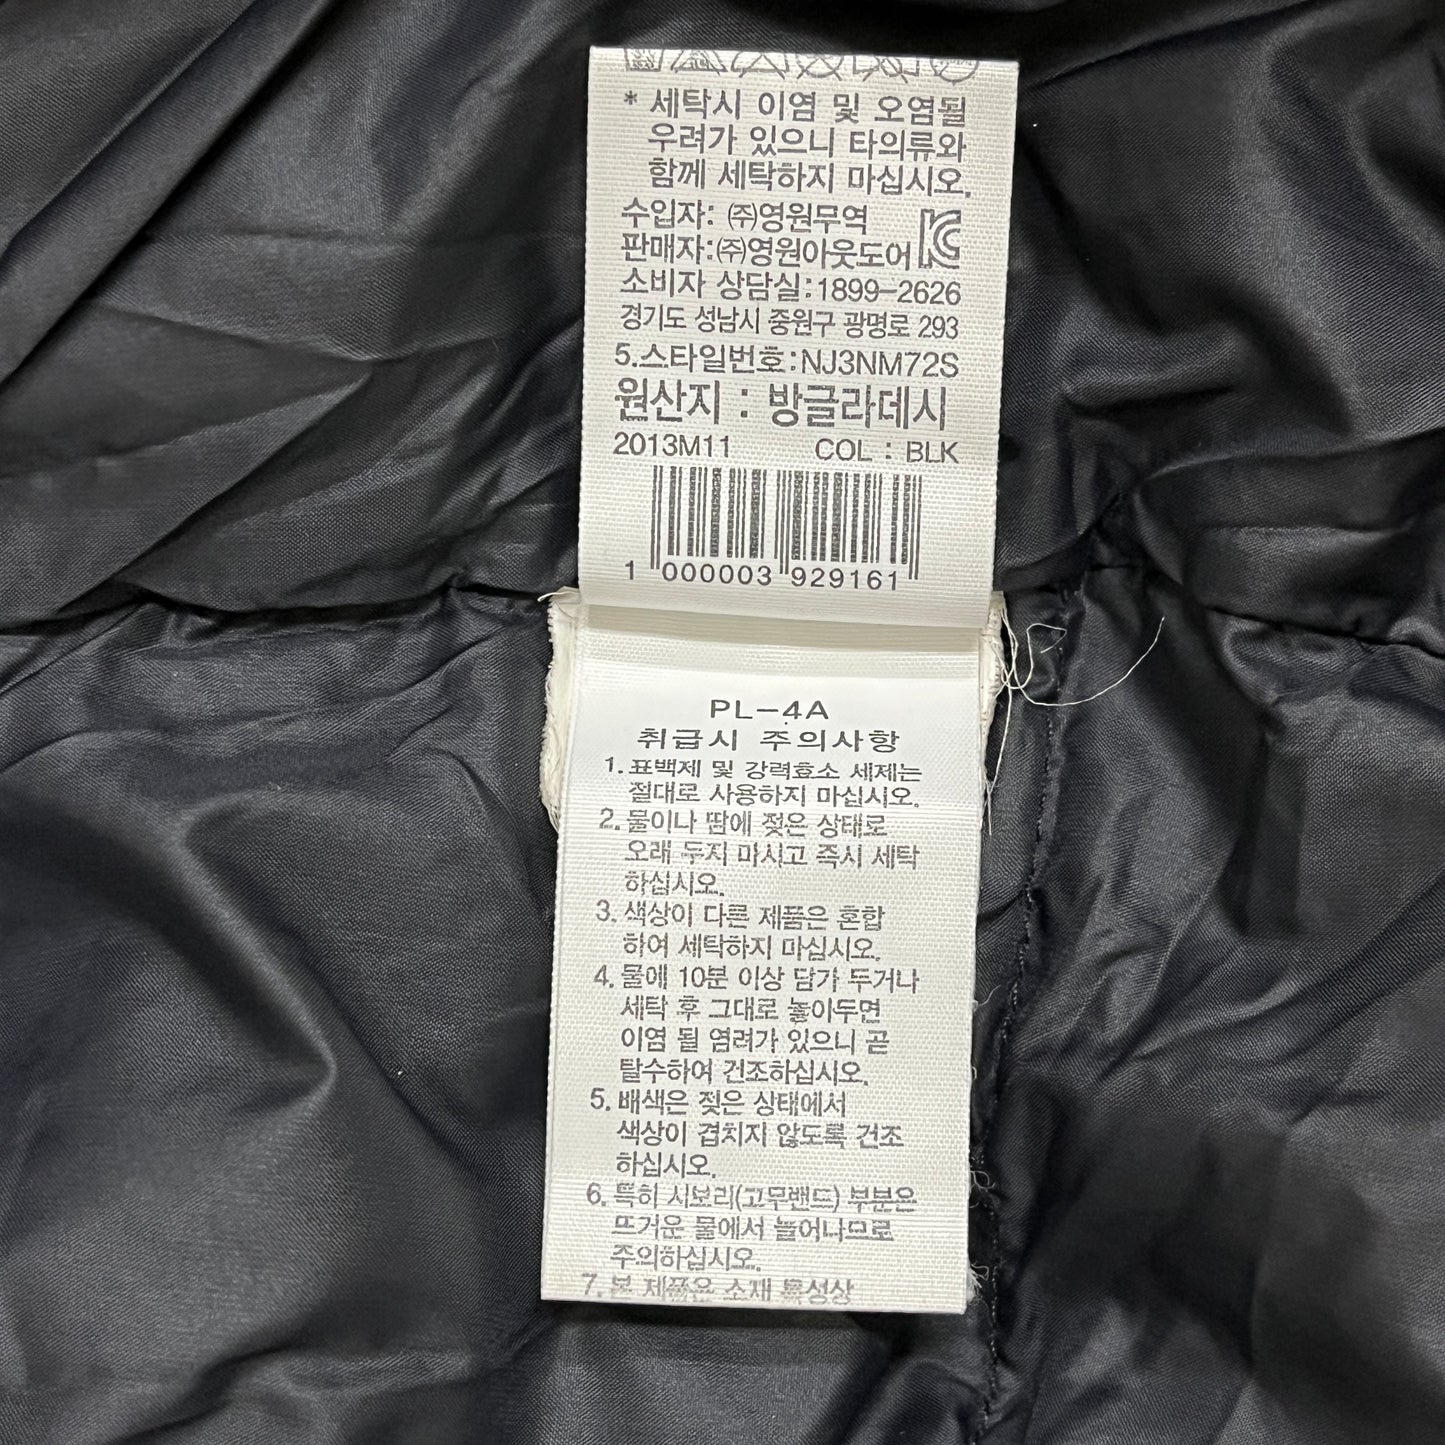 * 세탁시 이염 및 오염될
우려가 있으니 타의류와
함께 세탁하지 마십시오.
수입자: ㈜영원무역
판매자:㈜영원아웃도어
소비자 상담실:1899-2626
경기도 성남시 중원구 광명로 293
5.스타일번호:NJ3NM72S
원산지 : 방글라데시
2013M11 COL : BLK
1 000003 929161
PL-4A
취급시 주의사항
1. 표백제 및 강력효소 세제는
절대로 사용하지 마십시오.
2. 물이나 땀에 젖은 상태로
오래 두지 마시고 즉시 세탁
하십시오.
3. 색상이 다른 제품은 혼합
하여 세탁하지 마십시오.
4. 물에 10분 이상 담가 두거나
세탁 후 그대로 놓아두면
이염 될 염려가 있으니 곧
탈수하여 건조하십시오.
5. 배색은 젖은 상태에서
색상이 겹치지 않도록 건조
하십시오.
6. 특히 시보리(고무밴드) 부분은
뜨거운 물에서 늘어나므로
주의하십시오.
7. 본 제품은 소재 특성상